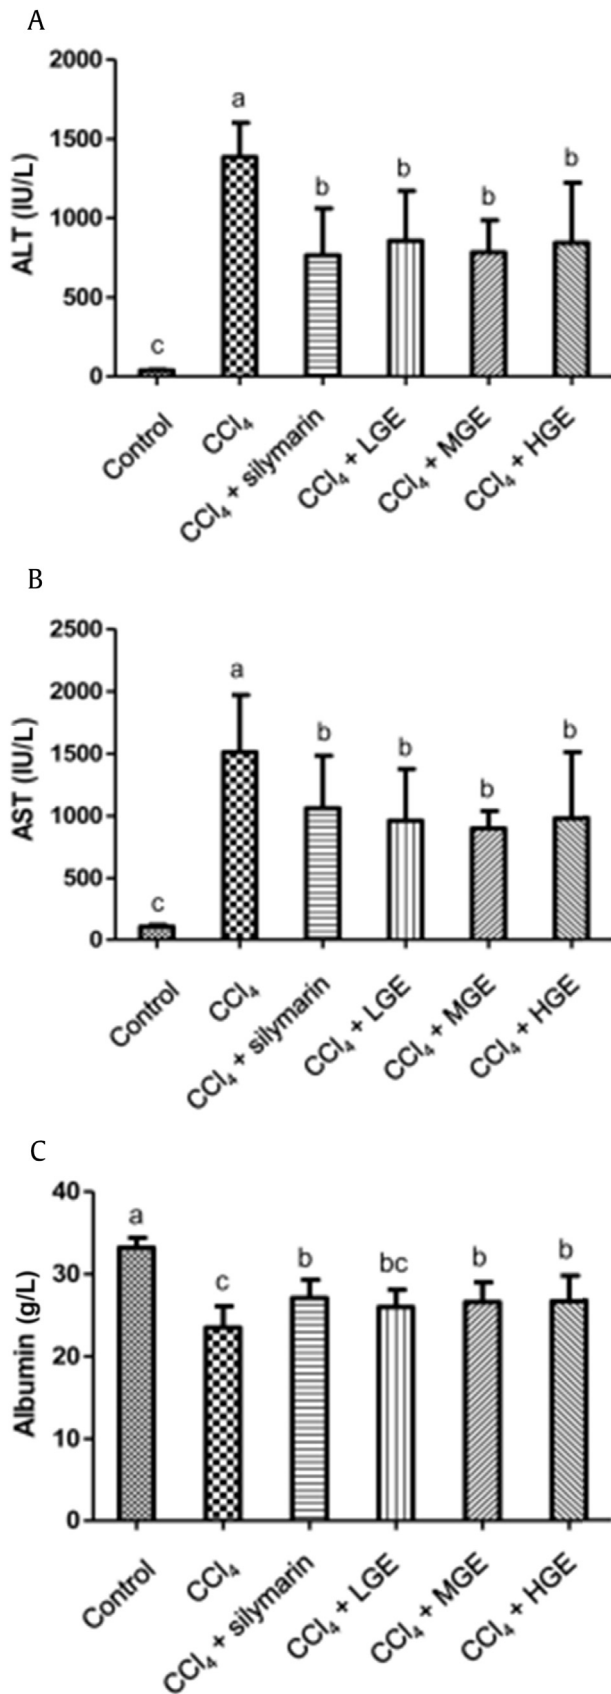 A
ALT (IU/L)
2000
1500
1000
500
0
c
a
b
b
b
b
Control
CCl₄
CCl₄ + silymarin
CCl₄ + LGE
CCl₄ + MGE
CCl₄ + HGE
B
AST (IU/L)
2500
2000
1500
1000
500
0
c
a
b
b
b
b
Control
CCl₄
CCl₄ + silymarin
CCl₄ + LGE
CCl₄ + MGE
CCl₄ + HGE
C
Albumin (g/L)
40
30
20
10
0
a
c
b
bc
b
b
Control
CCl₄
CCl₄ + silymarin
CCl₄ + LGE
CCl₄ + MGE
CCl₄ + HGE